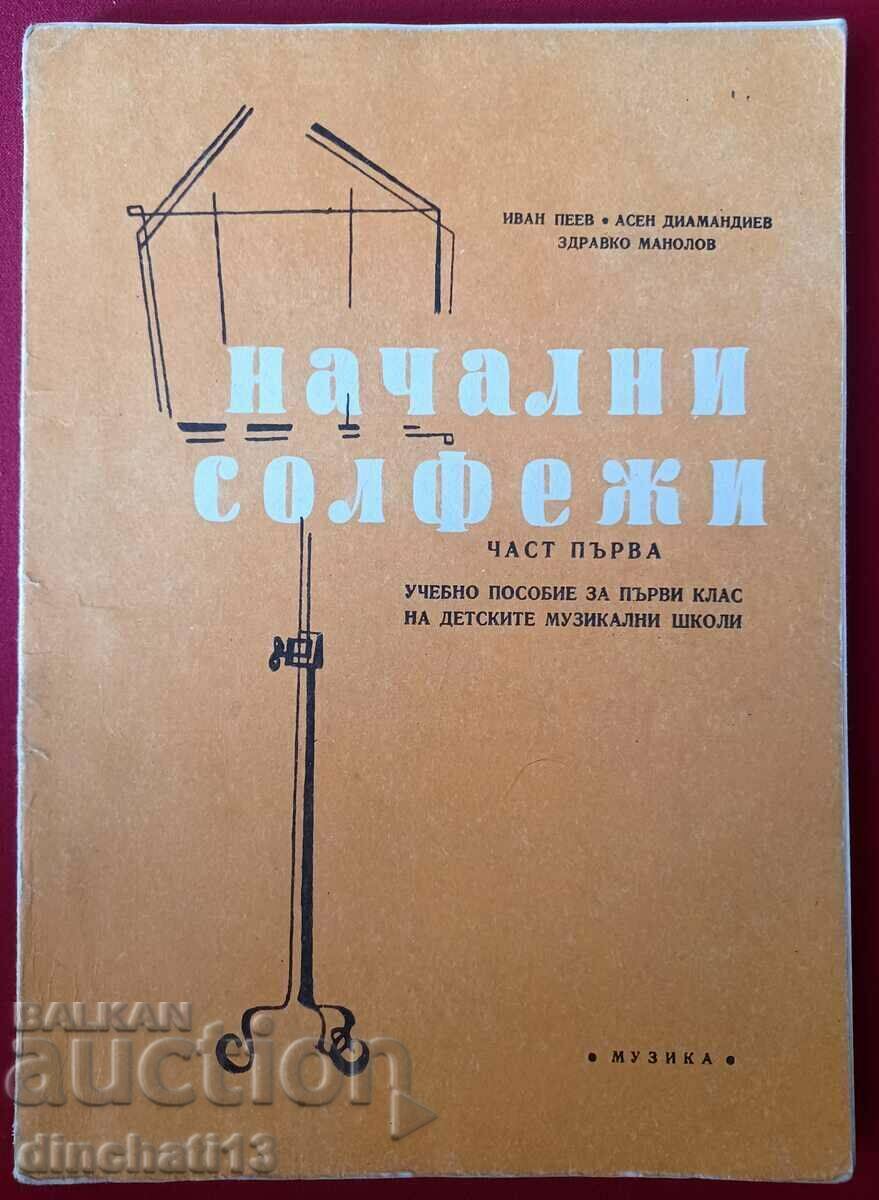 ИВАН ПЕЕВ • АСЕН ДИАМАНДИЕВ
ЗДРАВКО МАНОЛОВ
НАЧАЛНИ
СОЛФЕЖИ
ЧАСТ ПЪРВА
УЧЕБНО ПОСОБИЕ ЗА ПЪРВИ КЛАС
НА ДЕТСКИТЕ МУЗИКАЛНИ ШКОЛИ
• МУЗИКА •
BALKAN
auction
dinchati13